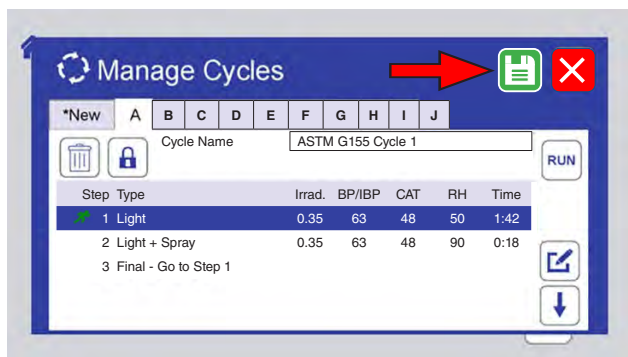 Manage Cycles
*New A B C D E F G H I J
Cycle Name ASTM G155 Cycle 1
RUN
Step Type Irrad. BP/IBP CAT RH Time
1 Light 0.35 63 48 50 1:42
2 Light + Spray 0.35 63 48 90 0:18
3 Final - Go to Step 1